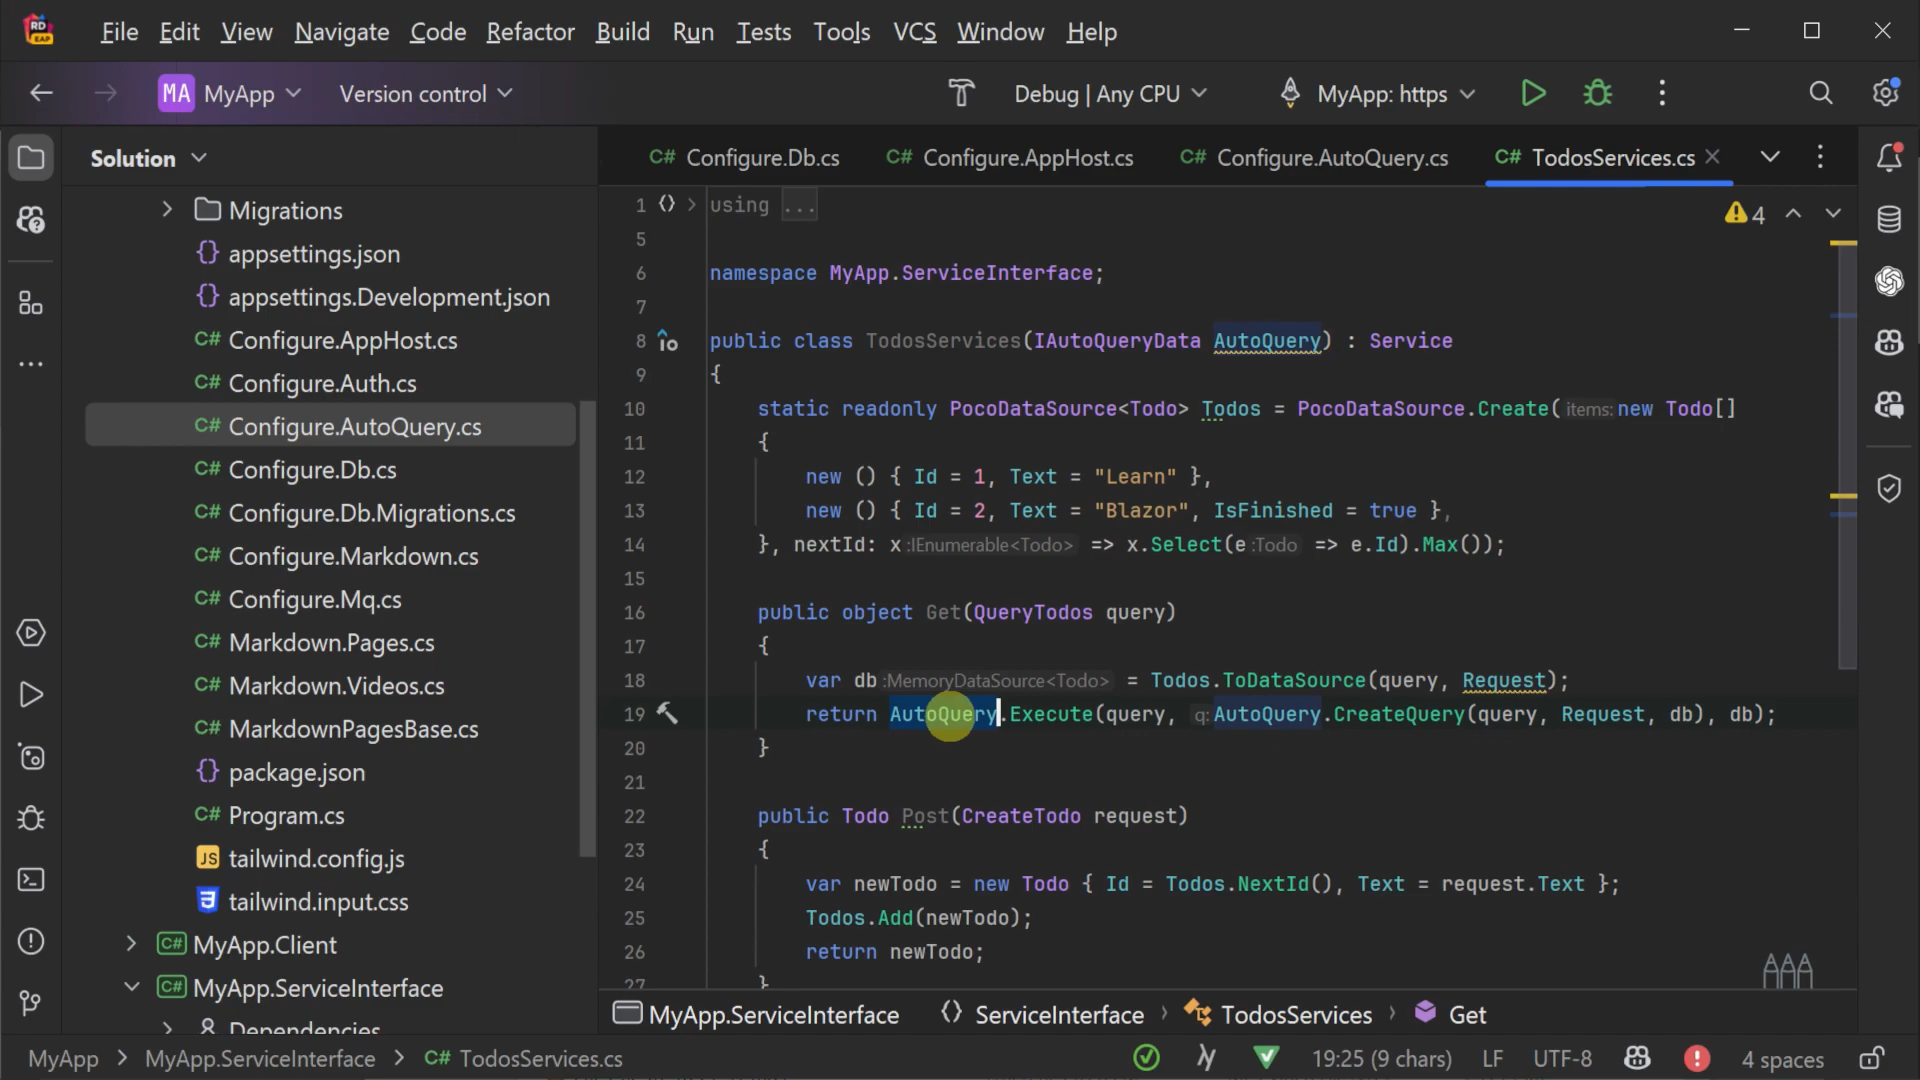 RD
EAP
File Edit View Navigate Code Refactor Build Run Tests Tools VCS Window Help
MA MyApp Version control Debug | Any CPU MyApp: https
Solution
C# Configure.Db.cs C# Configure.AppHost.cs C# Configure.AutoQuery.cs C# TodosServices.cs
Migrations
{} appsettings.json
{} appsettings.Development.json
C# Configure.AppHost.cs
C# Configure.Auth.cs
C# Configure.AutoQuery.cs
C# Configure.Db.cs
C# Configure.Db.Migrations.cs
C# Configure.Markdown.cs
C# Configure.Mq.cs
C# Markdown.Pages.cs
C# Markdown.Videos.cs
C# MarkdownPagesBase.cs
{} package.json
C# Program.cs
JS tailwind.config.js
tailwind.input.css
C# MyApp.Client
C# MyApp.ServiceInterface
Dependencies
4
1 using ...
5
6 namespace MyApp.ServiceInterface;
7
8 public class TodosServices(IAutoQueryData AutoQuery) : Service
9 {
10 static readonly PocoDataSource<Todo> Todos = PocoDataSource.Create(items: new Todo[]
11 {
12 new () { Id = 1, Text = "Learn" },
13 new () { Id = 2, Text = "Blazor", IsFinished = true },
14 }, nextId: x :IEnumerable<Todo> => x.Select(e :Todo => e.Id).Max());
15
16 public object Get(QueryTodos query)
17 {
18 var db :MemoryDataSource<Todo> = Todos.ToDataSource(query, Request);
19 return AutoQuery.Execute(query, q: AutoQuery.CreateQuery(query, Request, db), db);
20 }
21
22 public Todo Post(CreateTodo request)
23 {
24 var newTodo = new Todo { Id = Todos.NextId(), Text = request.Text };
25 Todos.Add(newTodo);
26 return newTodo;
27 }
MyApp.ServiceInterface ServiceInterface TodosServices Get
MyApp MyApp.ServiceInterface C# TodosServices.cs 19:25 (9 chars) LF UTF-8 4 spaces